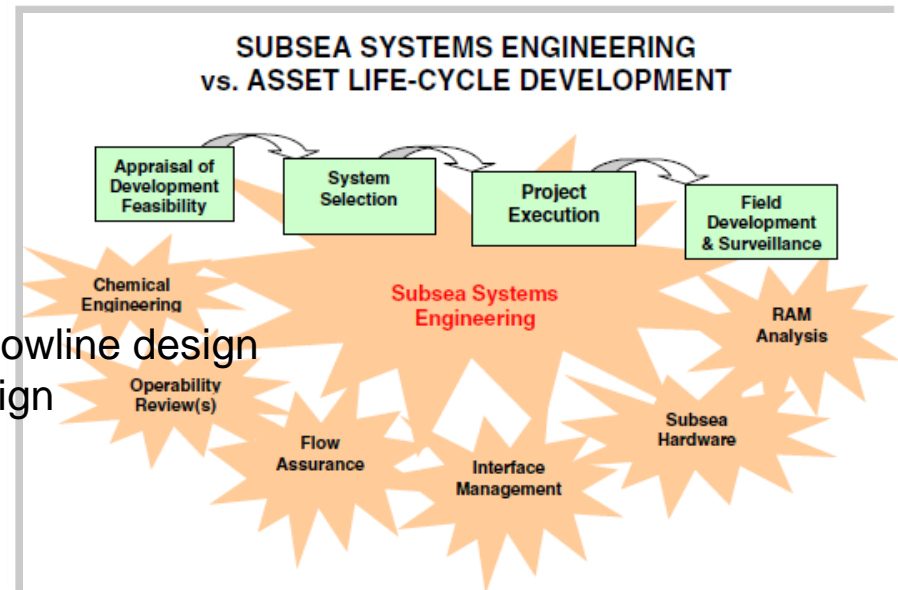 SUBSEA SYSTEMS ENGINEERING
vs. ASSET LIFE-CYCLE DEVELOPMENT
Appraisal of
Development
Feasibility
System
Selection
Project
Execution
Field
Development
& Surveillance
Chemical
Engineering
Subsea Systems
Engineering
RAM
Analysis
owline design
ign
Operability
Review(s)
Flow
Assurance
Interface
Management
Subsea
Hardware